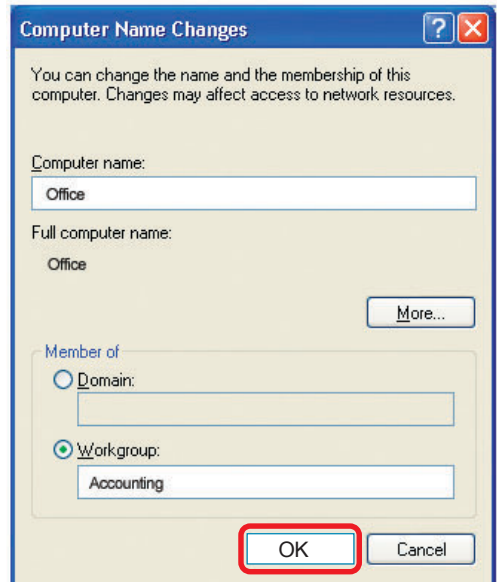 Computer Name Changes
You can change the name and the membership of this
computer. Changes may affect access to network resources.
Computer name:
Office
Full computer name:
Office
More...
Member of
Domain:
Workgroup:
Accounting
OK Cancel